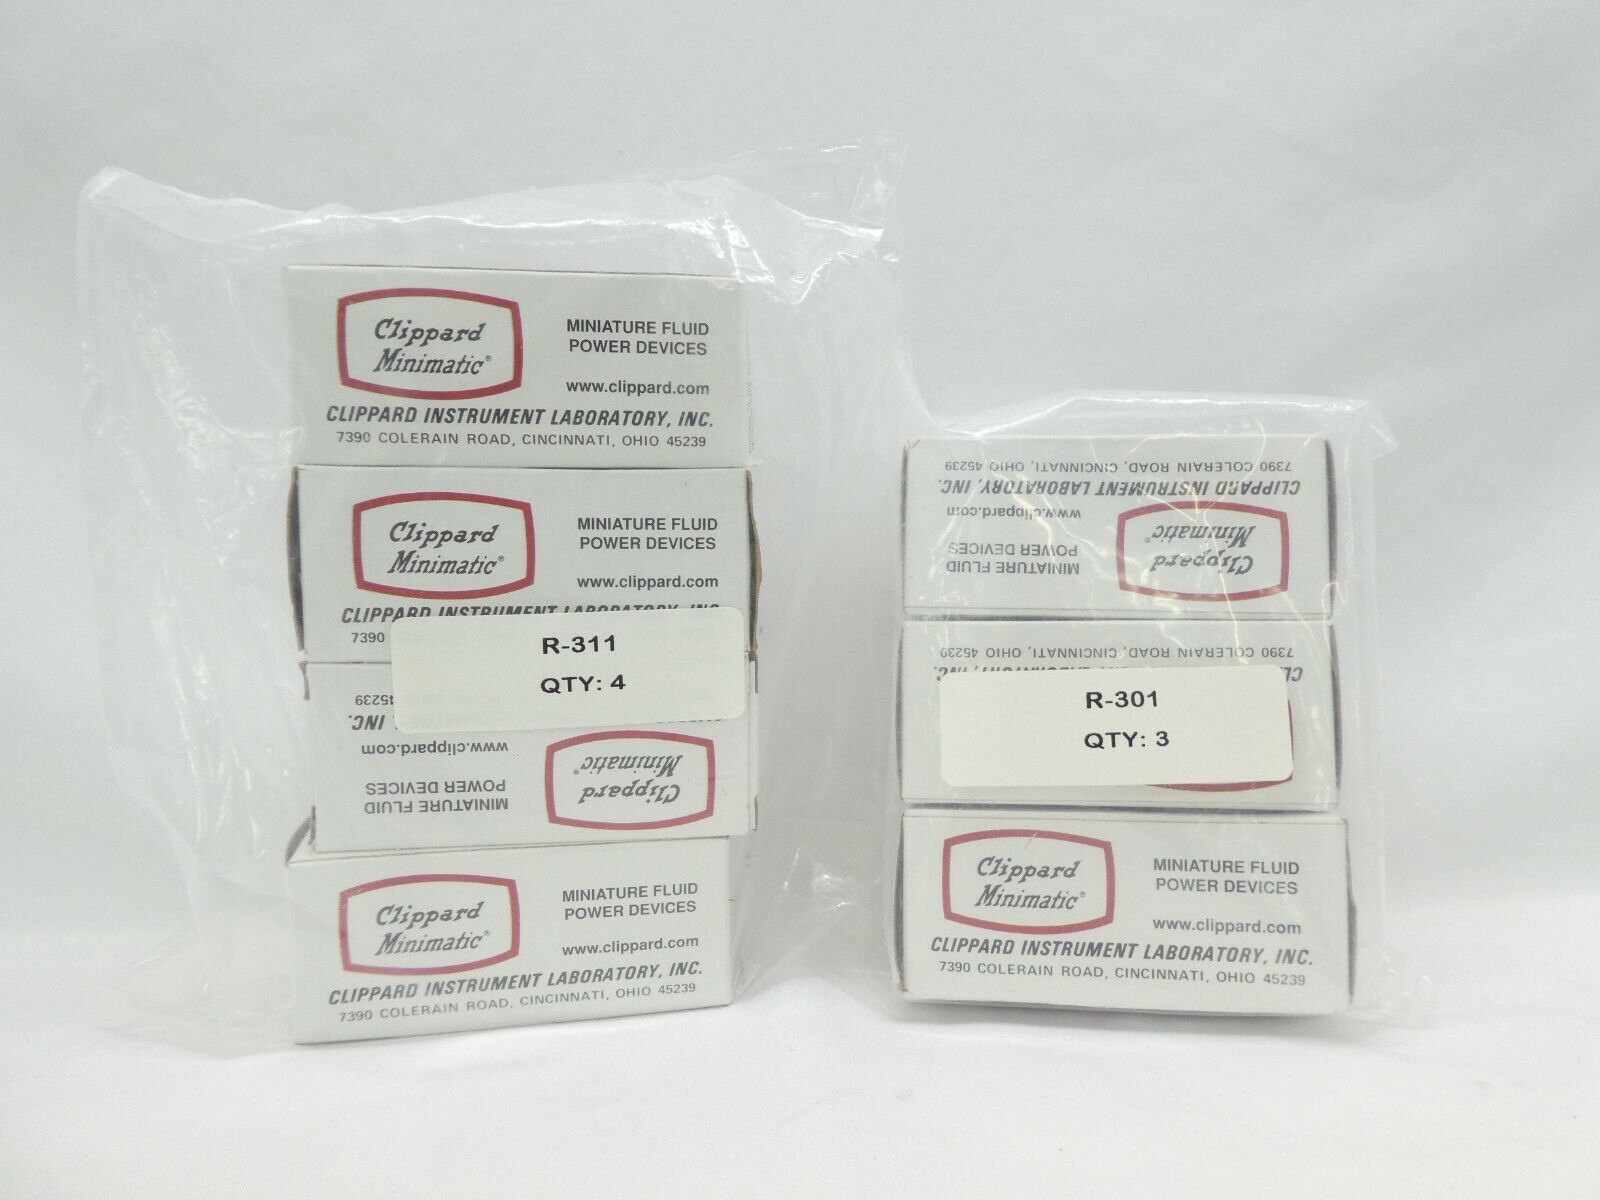 Clippard
Minimatic®
MINIATURE FLUID
POWER DEVICES
www.clippard.com
CLIPPARD INSTRUMENT LABORATORY, INC.
7390 COLERAIN ROAD, CINCINNATI, OHIO 45239
Clippard
Minimatic®
MINIATURE FLUID
POWER DEVICES
www.clippard.com
CLIPPARD INSTRUMENT LABORATORY, INC.
7390
R-311
QTY: 4
45239
INC.
www.clippard.com
Clippard
Minimatic®
MINIATURE FLUID
POWER DEVICES
Clippard
Minimatic®
MINIATURE FLUID
POWER DEVICES
www.clippard.com
CLIPPARD INSTRUMENT LABORATORY, INC.
7390 COLERAIN ROAD, CINCINNATI, OHIO 45239
Clippard
Minimatic®
MINIATURE FLUID
POWER DEVICES
www.clippard.com
CLIPPARD INSTRUMENT LABORATORY, INC.
7390 COLERAIN ROAD, CINCINNATI, OHIO 45239
7390 COLERAIN ROAD, CINCINNATI, OHIO 45239
R-301
QTY: 3
Clippard
Minimatic®
MINIATURE FLUID
POWER DEVICES
www.clippard.com
CLIPPARD INSTRUMENT LABORATORY, INC.
7390 COLERAIN ROAD, CINCINNATI, OHIO 45239